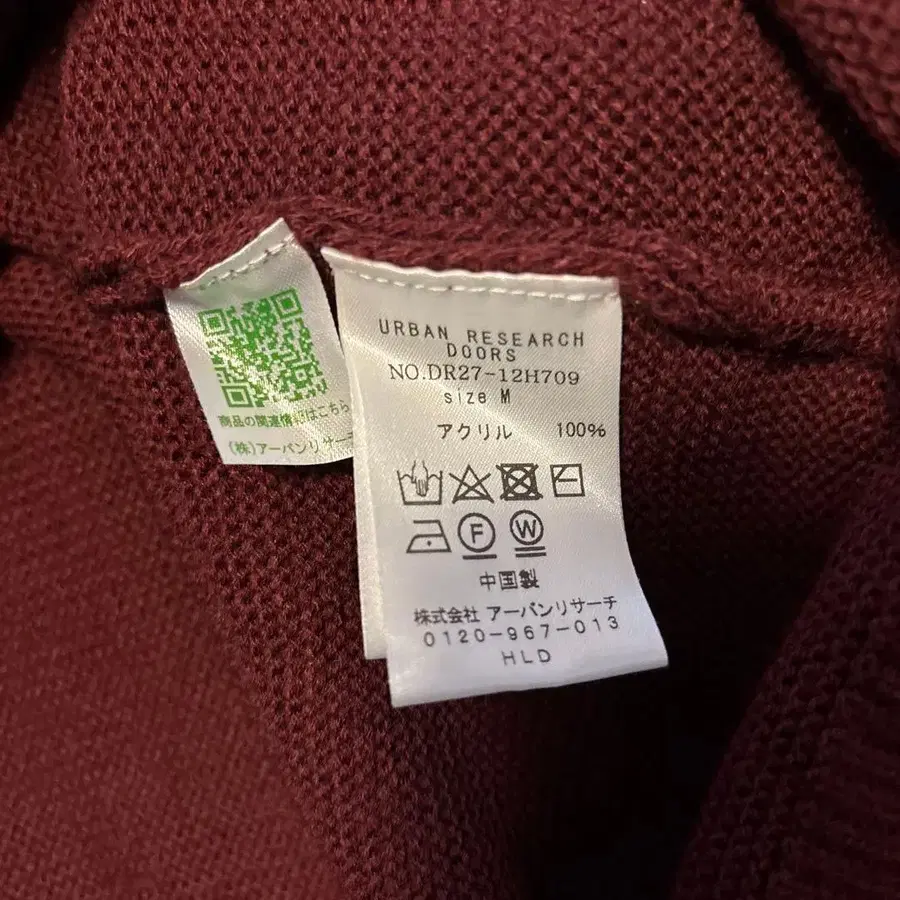 商品の関連情報はこちら
(株)アーバンリサーチ
URBAN RESEARCH
DOORS
NO.DR27-12H709
size M
アクリル 100%
F W
中国製
株式会社 アーバンリサーチ
0120-967-013
HLD